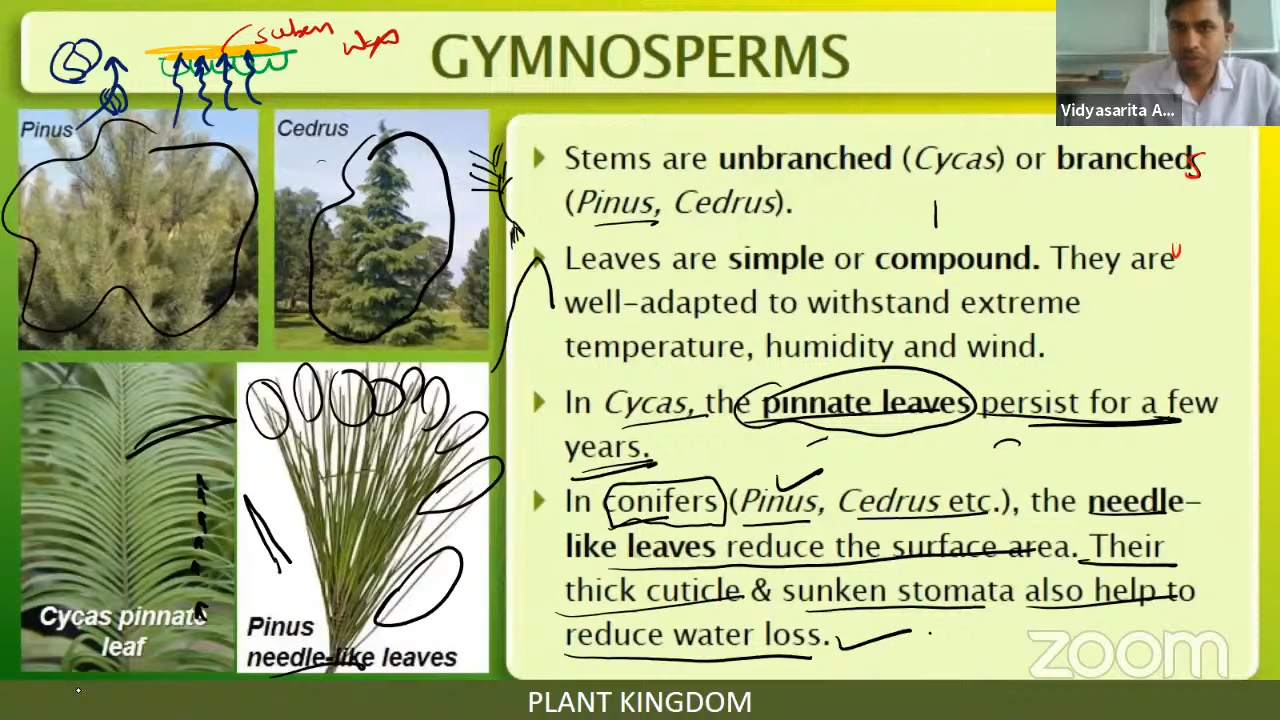 GYMNOSPERMS
Vidyasarita A...
Pinus
Cedrus
Stems are unbranched (Cycas) or branched
(Pinus, Cedrus).
Leaves are simple or compound. They are
well-adapted to withstand extreme
temperature, humidity and wind.
In Cycas, the pinnate leaves persist for a few
years.
In conifers (Pinus, Cedrus etc.), the needle-
like leaves reduce the surface area. Their
thick cuticle & sunken stomata also help to
reduce water loss.
Cycas pinnate
leaf
Pinus
needle-like leaves
zoom
PLANT KINGDOM